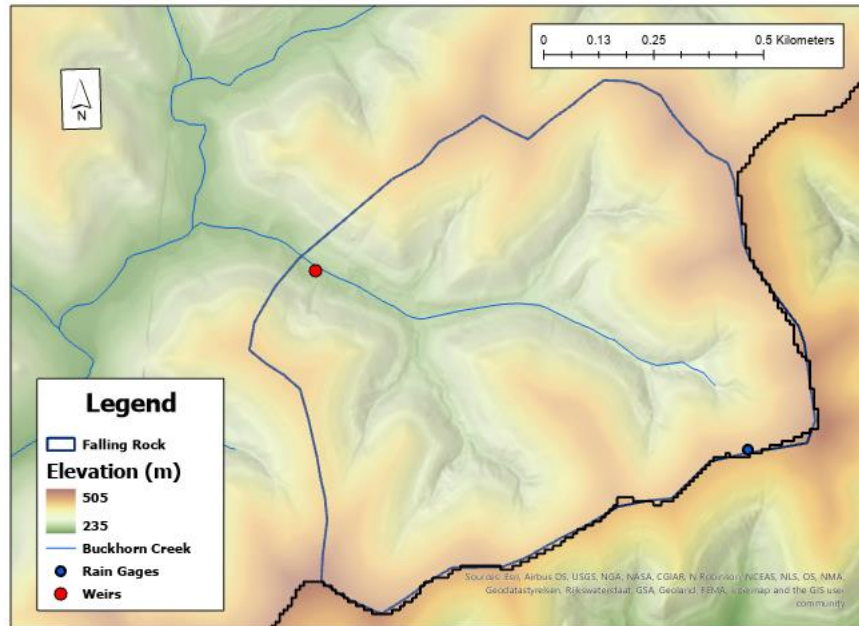 0 0.13 0.25 0.5 Kilometers
N
Legend
Falling Rock
Elevation (m)
505
235
Buckhorn Creek
Rain Gages
Weirs
Sources: Esri, Airbus DS, USGS, NGA, NASA, CGIAR, N Robinson, NCEAS, NLS, OS, NMA,
Geodatastyrelsen, Rijkswaterstaat, GSA, Geoland, FEMA, Intermap and the GIS user
community